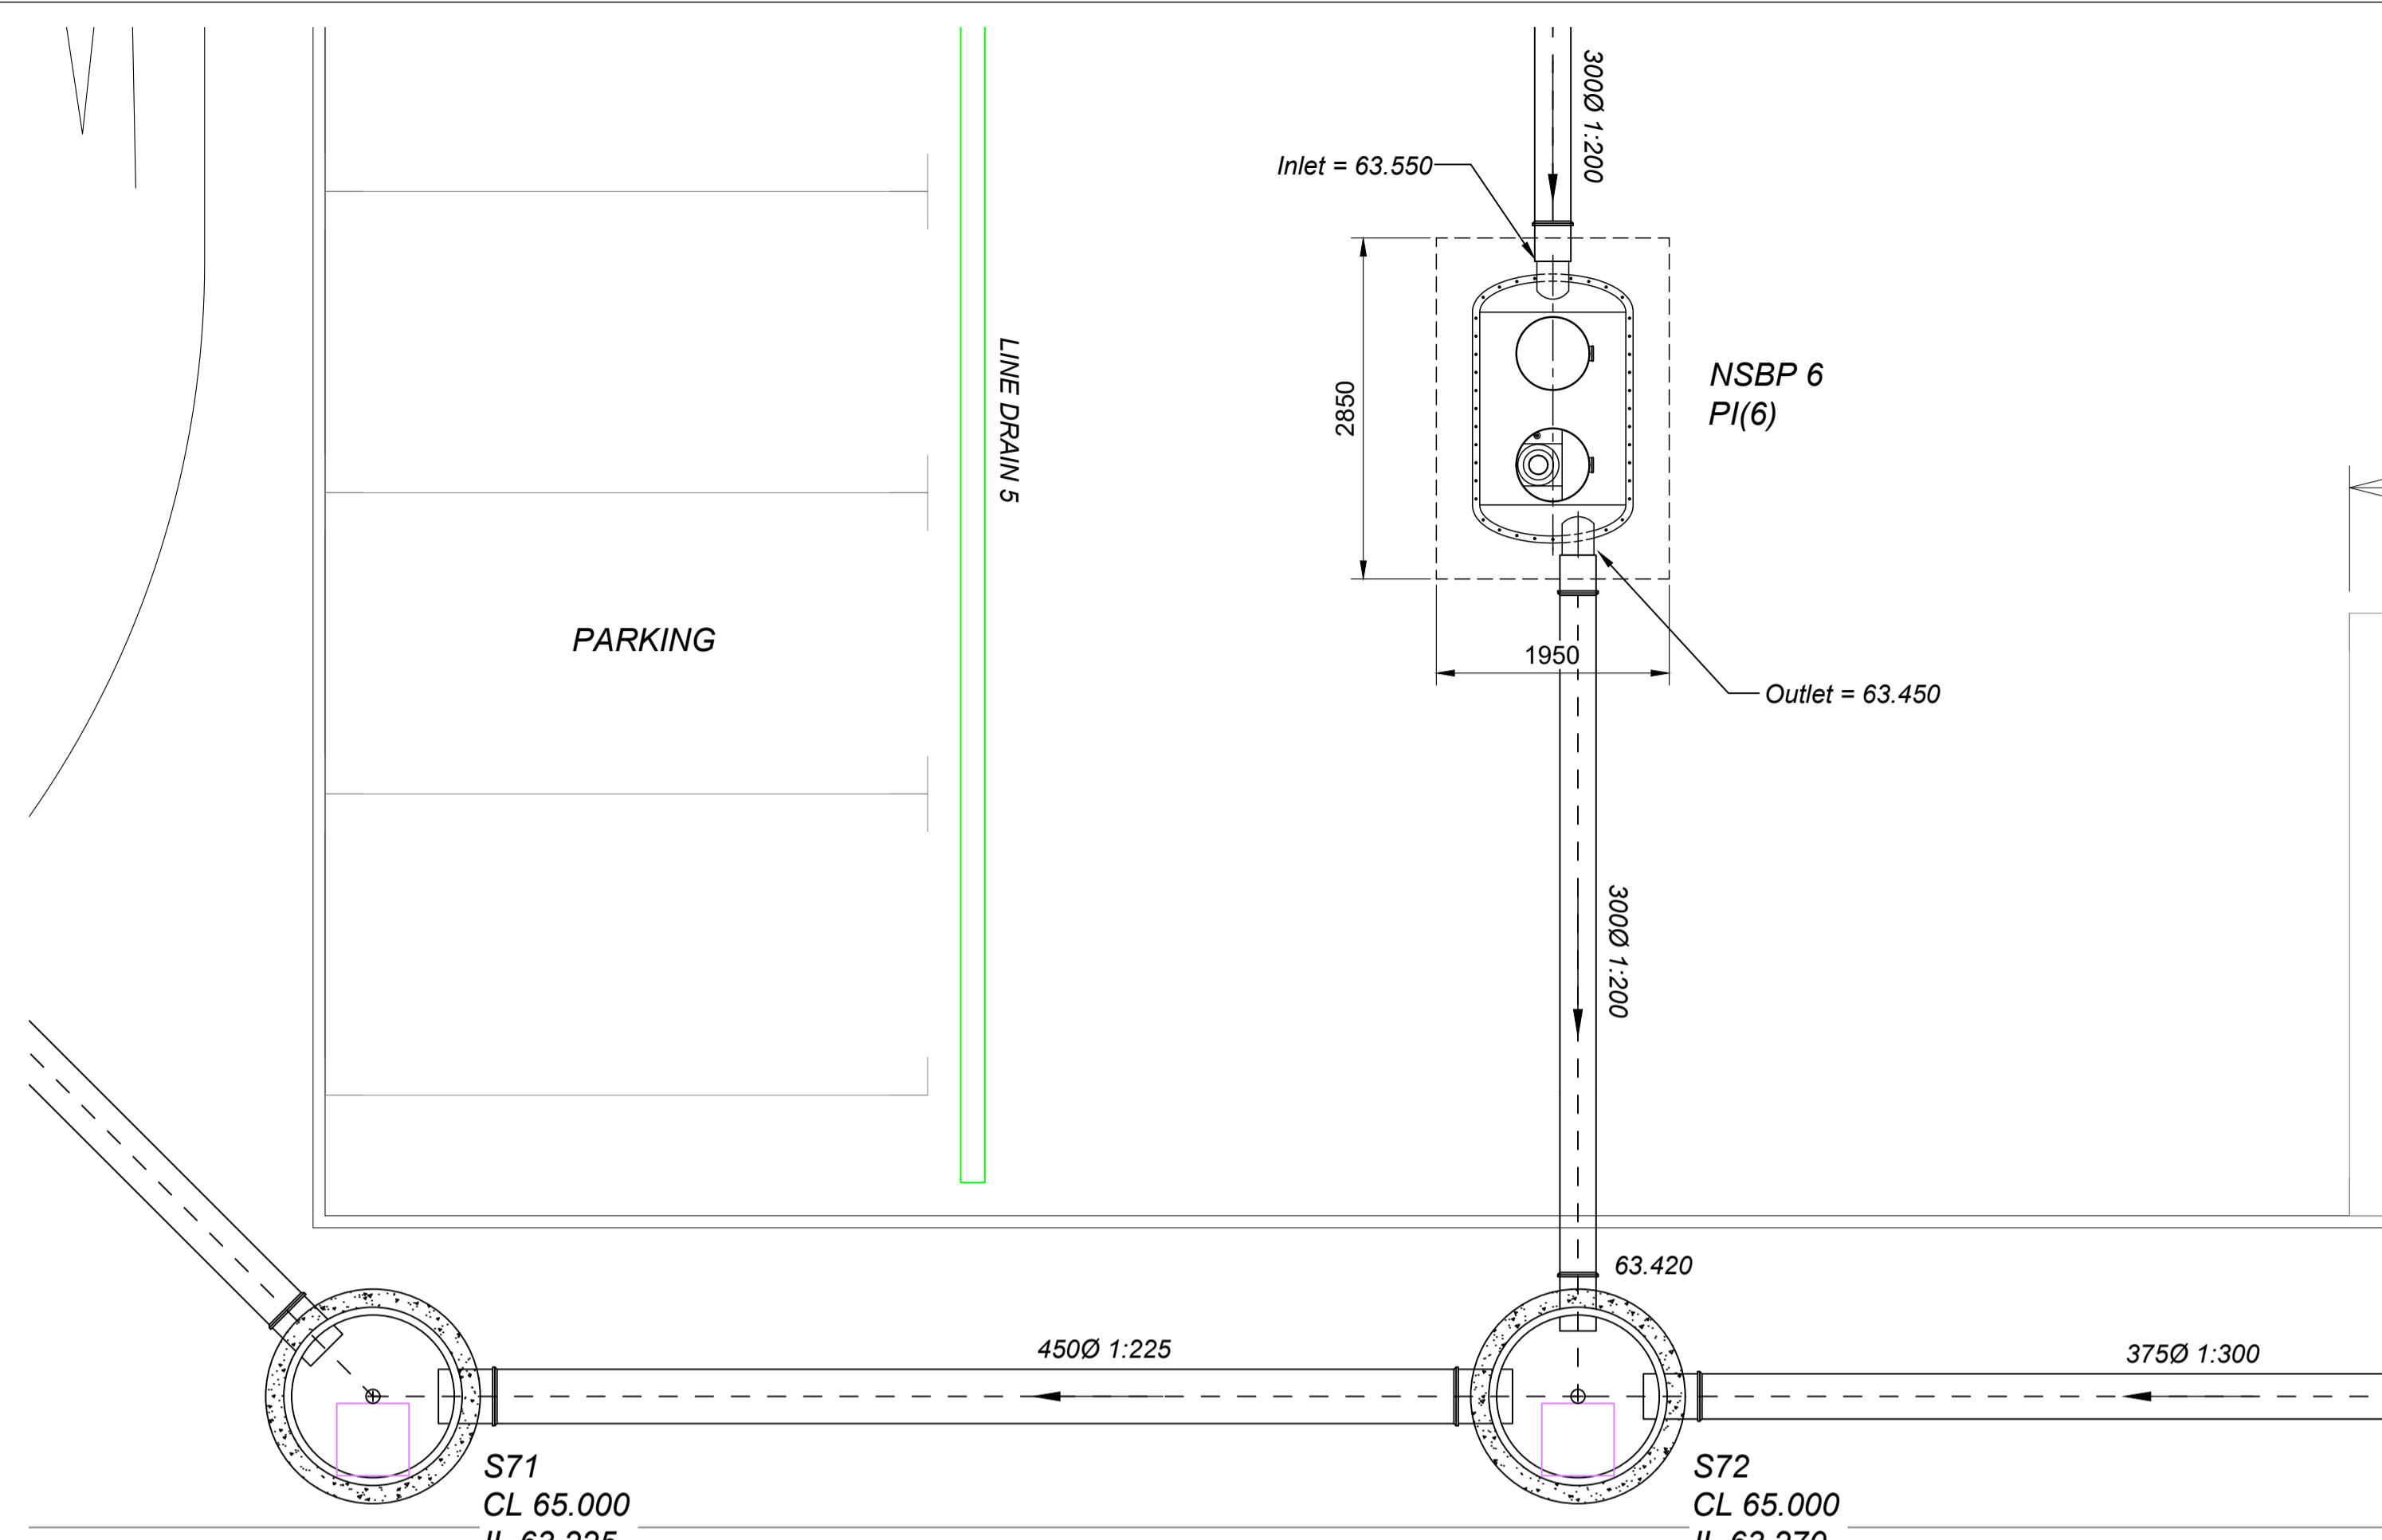 300Ø 1:200
Inlet = 63.550
LINE DRAIN 5
2850
NSBP 6
PI(6)
PARKING
1950
Outlet = 63.450
300Ø 1:200
63.420
450Ø 1:225
375Ø 1:300
S71
CL 65.000
S72
CL 65.000